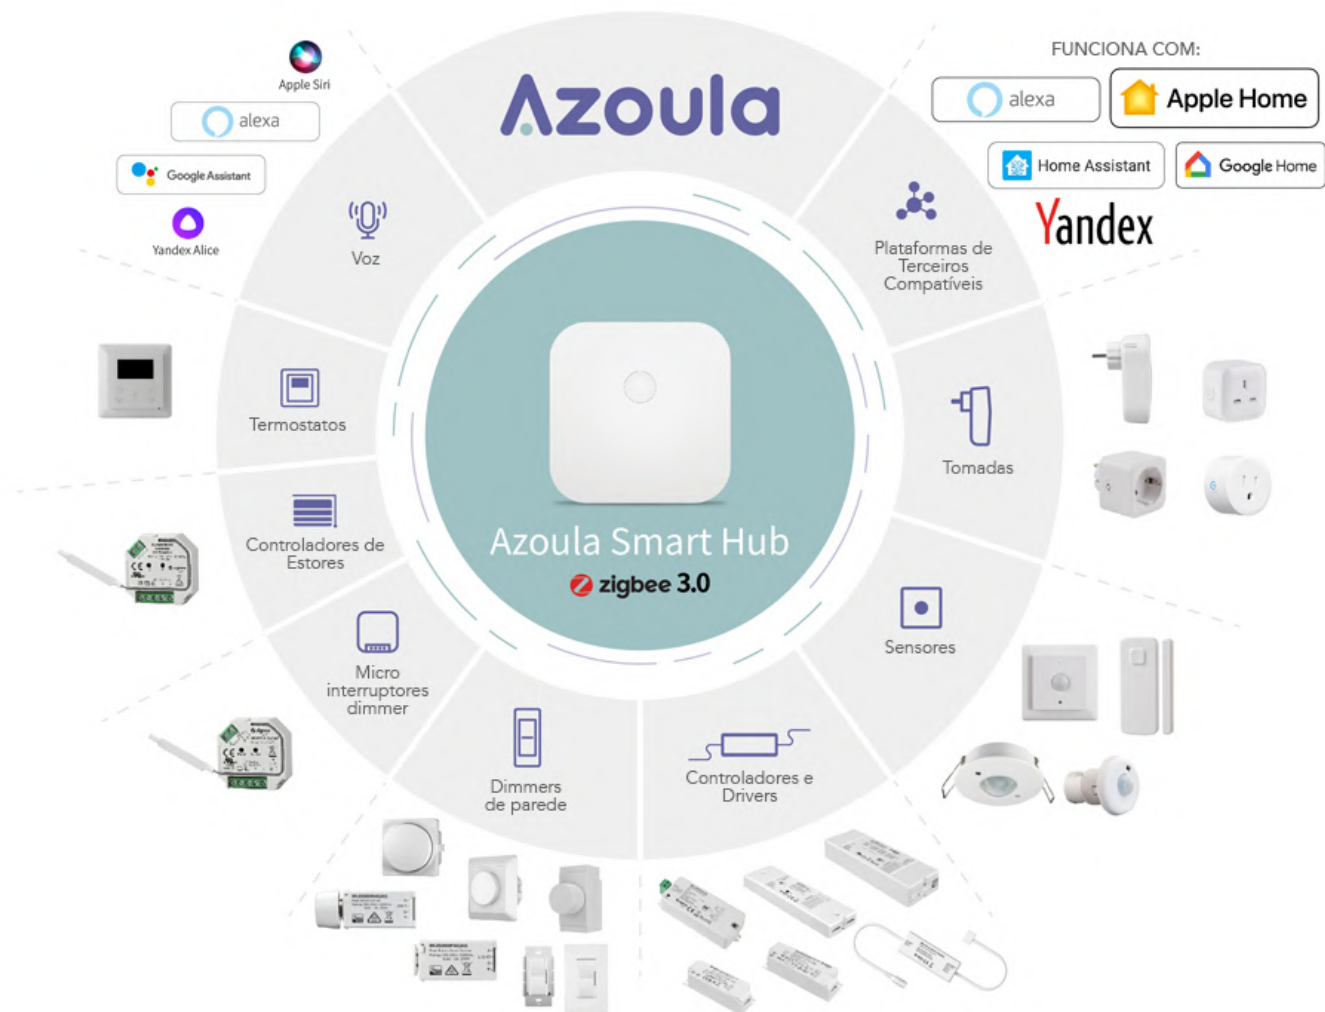 Azoula
FUNCIONA COM:
alexa
Apple Home
Home Assistant
Google Home
Yandex
Apple Siri
alexa
Google Assistant
Yandex Alice
Voz
Plataformas de
Terceiros
Compatíveis
Termostatos
Tomadas
Controladores de
Estores
Sensores
Micro
interruptores
dimmer
Dimmers
de parede
Controladores e
Drivers
Azoula Smart Hub
zigbee 3.0